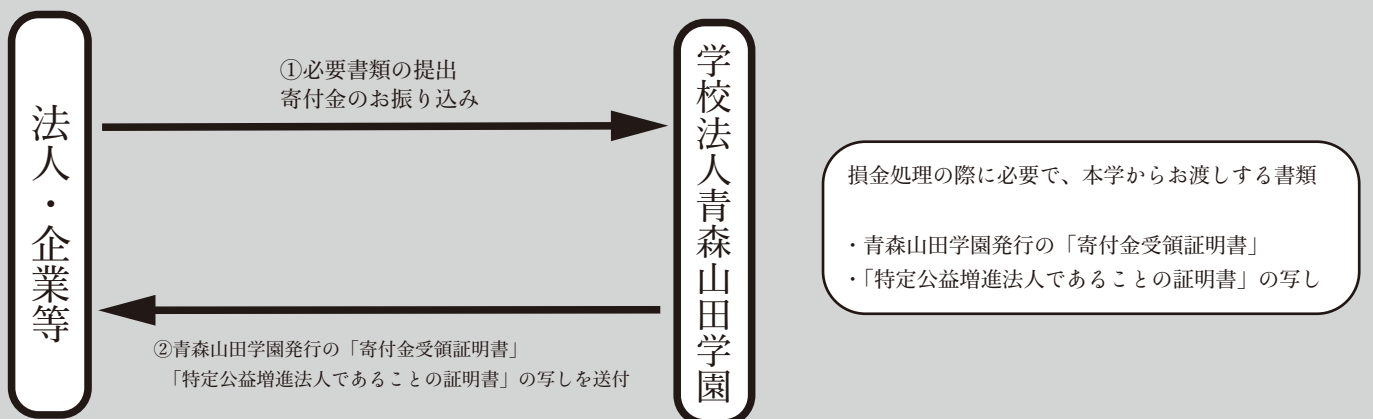 法人・企業等
①必要書類の提出
寄付金のお振り込み
学校法人青森山田学園
②青森山田学園発行の「寄付金受領証明書」
「特定公益増進法人であることの証明書」の写しを送付
損金処理の際に必要で、本学からお渡しする書類
・青森山田学園発行の「寄付金受領証明書」
・「特定公益増進法人であることの証明書」の写し